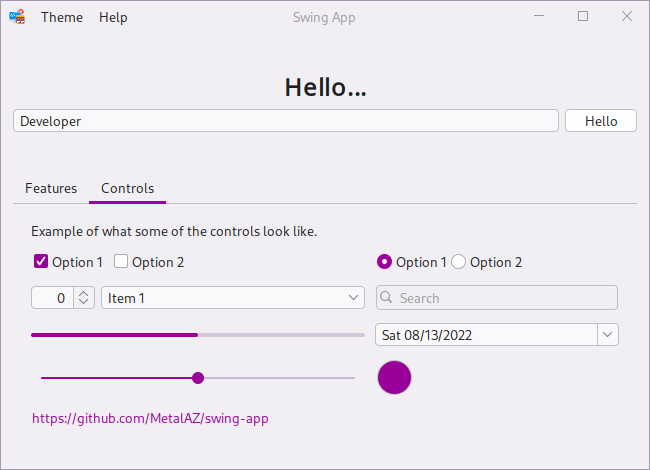 Theme Help Swing App
Hello...
Developer Hello
Features Controls
Example of what some of the controls look like.
Option 1 Option 2 Option 1 Option 2
0 Item 1 Search
Sat 08/13/2022
https://github.com/MetalAZ/swing-app